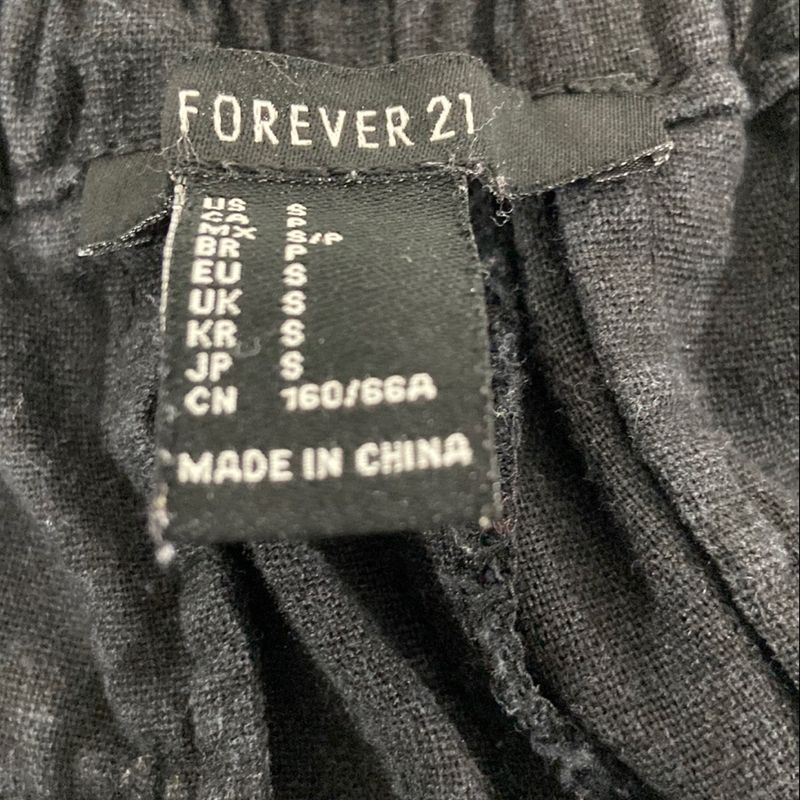 FOREVER 21
US S
CA P
MX S/P
BR P
EU S
UK S
KR S
JP S
CN 160/66A
MADE IN CHINA